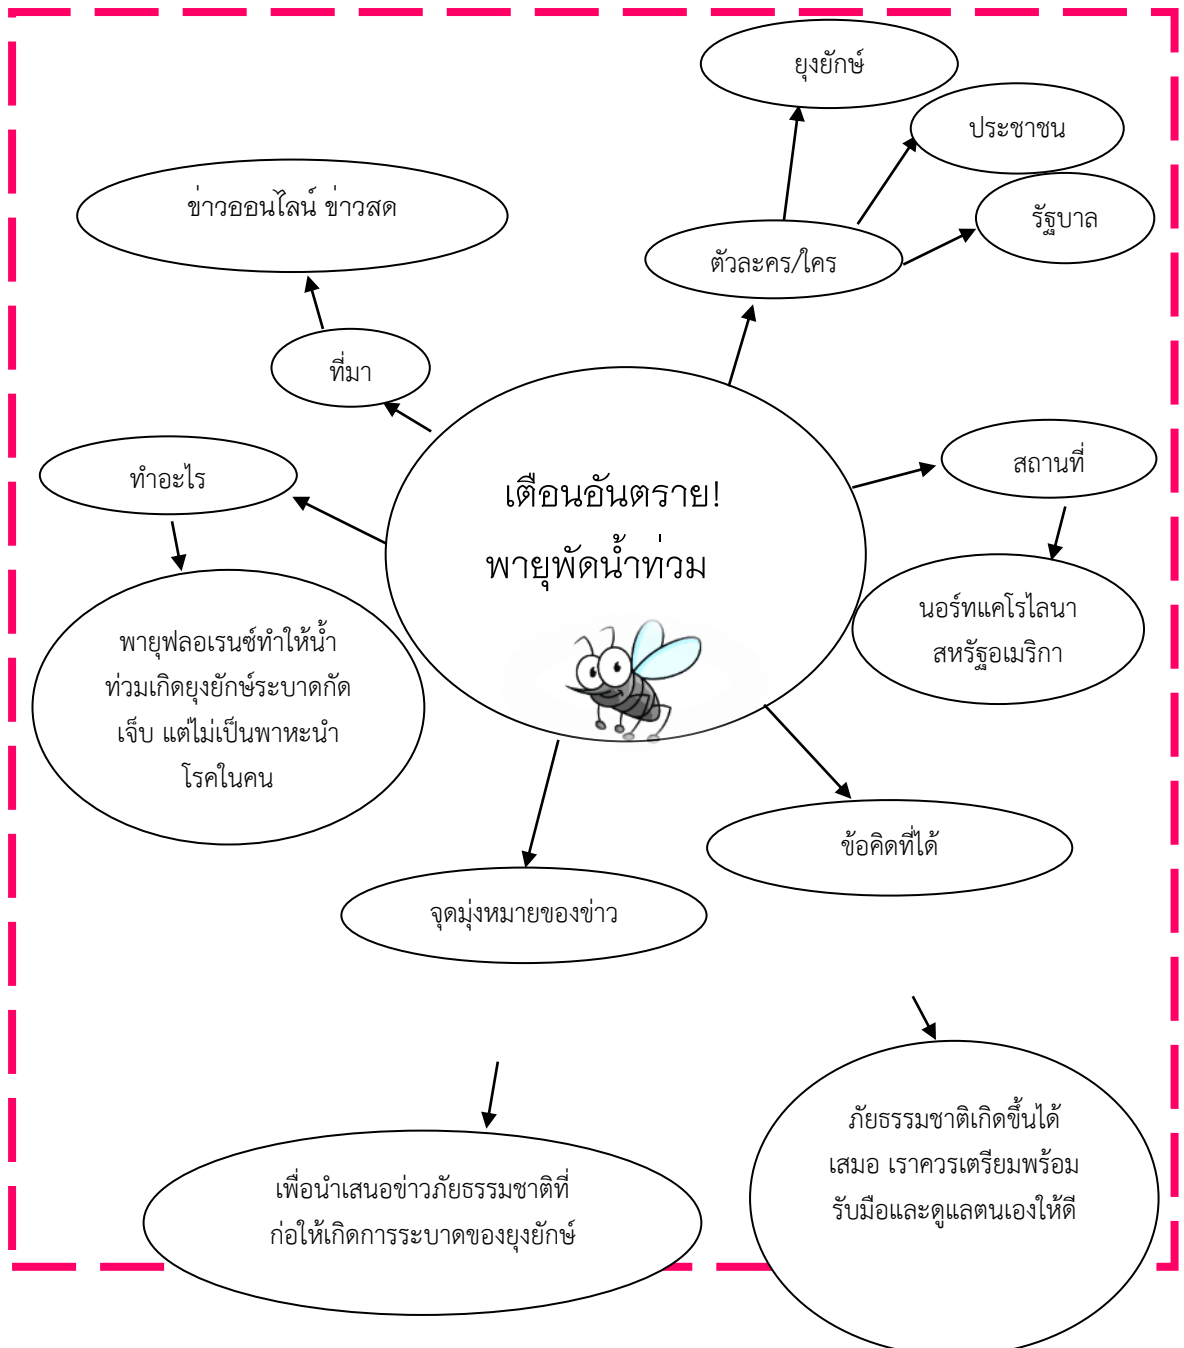 ยุงยักษ์
ประชาชน
ข่าวออนไลน์ ข่าวสด
รัฐบาล
ตัวละคร/ใคร
ที่มา
สถานที่
ทำอะไร
เตือนอันตราย!
พายุพัดน้ำท่วม
นอร์ทแคโรไลนา
สหรัฐอเมริกา
พายุฟลอเรนซ์ทำให้น้ำ
ท่วมเกิดยุงยักษ์ระบาดกัด
เจ็บ แต่ไม่เป็นพาหะนำ
โรคในคน
ข้อคิดที่ได้
จุดมุ่งหมายของข่าว
ภัยธรรมชาติเกิดขึ้นได้
เสมอ เราควรเตรียมพร้อม
รับมือและดูแลตนเองให้ดี
เพื่อนำเสนอข่าวภัยธรรมชาติที่
ก่อให้เกิดการระบาดของยุงยักษ์